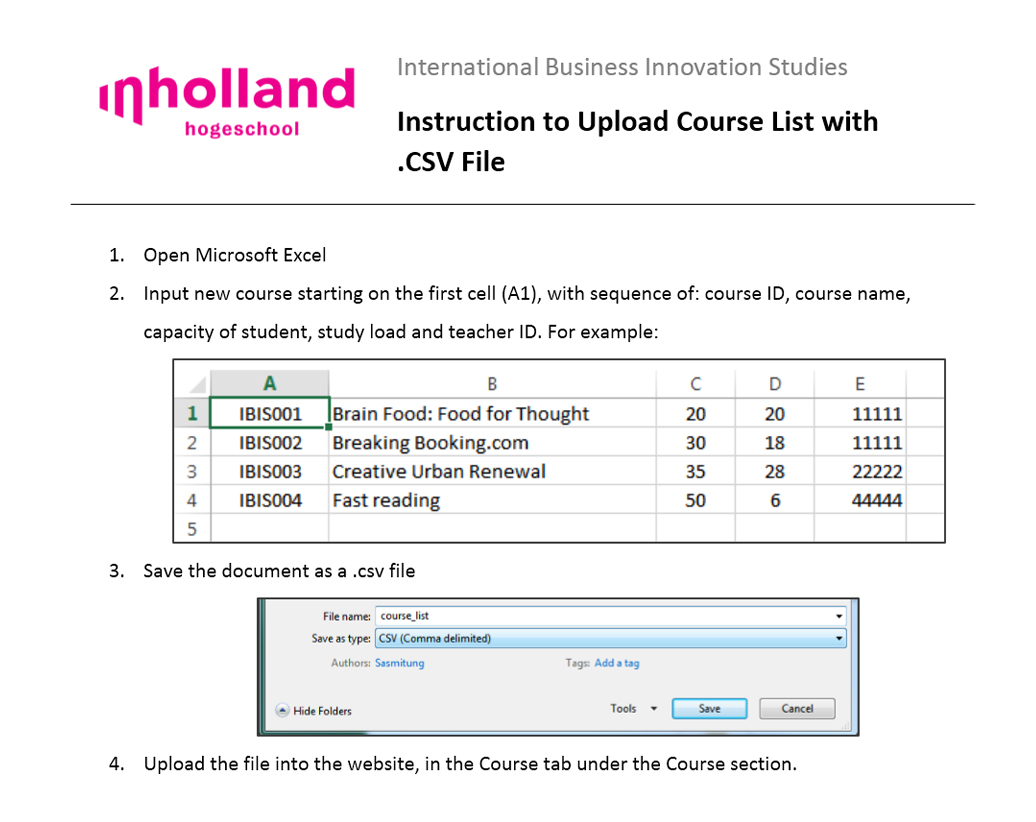 inholland
hogeschool
International Business Innovation Studies
Instruction to Upload Course List with
.CSV File
1. Open Microsoft Excel
2. Input new course starting on the first cell (A1), with sequence of: course ID, course name,
capacity of student, study load and teacher ID. For example:
A B C D E
1 IBIS001 Brain Food: Food for Thought 20 20 11111
2 IBIS002 Breaking Booking.com 30 18 11111
3 IBIS003 Creative Urban Renewal 35 28 22222
4 IBIS004 Fast reading 50 6 44444
5
3. Save the document as a .csv file
File name: course_list
Save as type: CSV (Comma delimited)
Authors: Sasmitung Tags: Add a tag
Hide Folders Tools Save Cancel
4. Upload the file into the website, in the Course tab under the Course section.